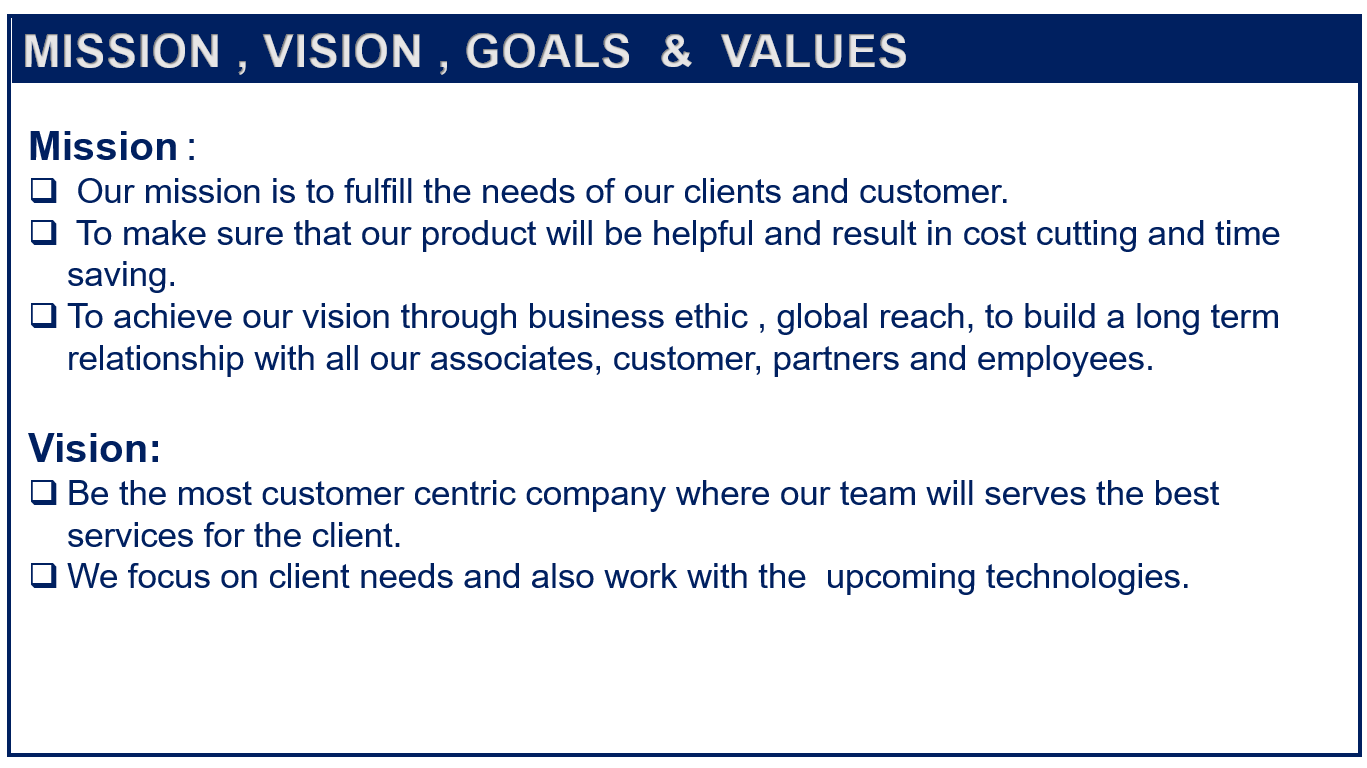 MISSION , VISION , GOALS & VALUES
Mission :
❑ Our mission is to fulfill the needs of our clients and customer.
❑ To make sure that our product will be helpful and result in cost cutting and time
saving.
❑ To achieve our vision through business ethic , global reach, to build a long term
relationship with all our associates, customer, partners and employees.
Vision:
❑ Be the most customer centric company where our team will serves the best
services for the client.
❑ We focus on client needs and also work with the  upcoming technologies.